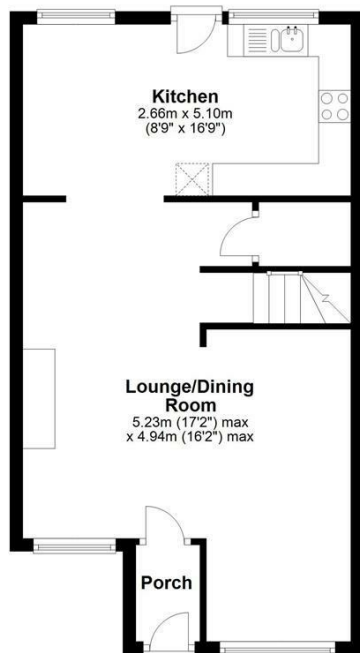 Kitchen
2.66m x 5.10m
(8'9" x 16'9")
Lounge/Dining
Room
5.23m (17'2") max
x 4.94m (16'2") max
Porch